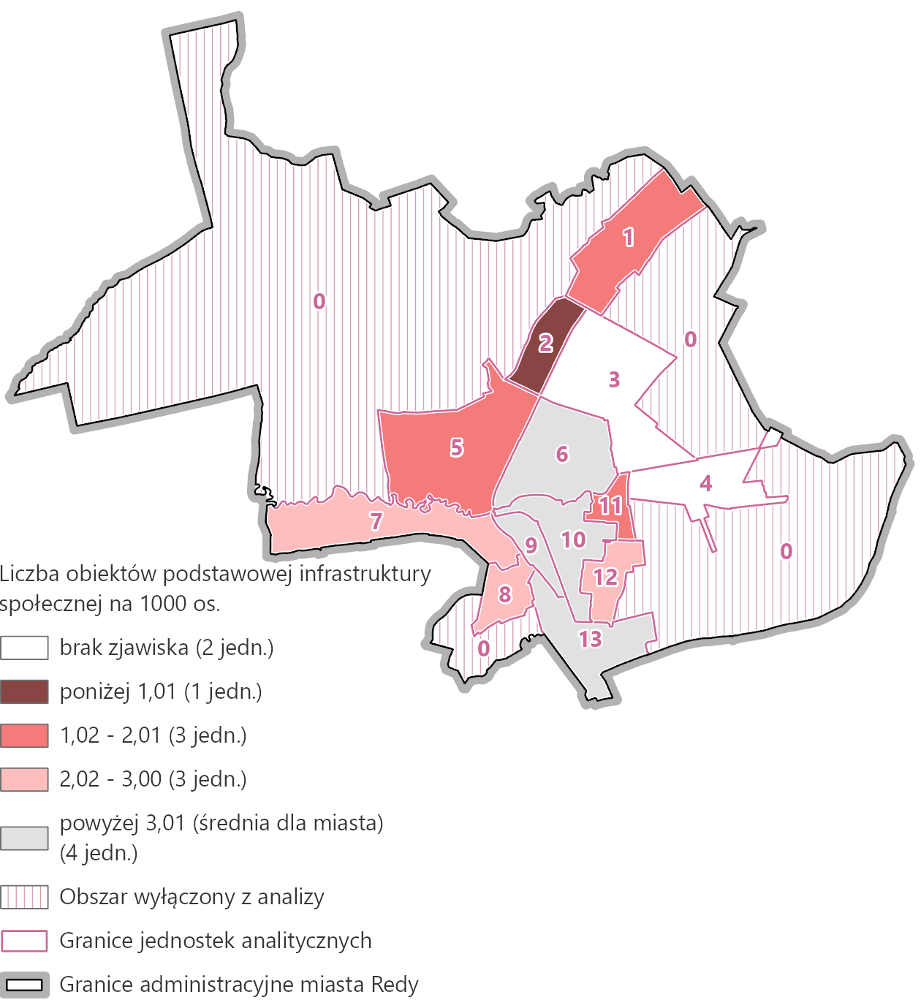 1
0
2
0
3
5
6
4
11
7
10
9
0
12
8
13
0
Liczba obiektów podstawowej infrastruktury
społecznej na 1000 os.
brak zjawiska (2 jedn.)
poniżej 1,01 (1 jedn.)
1,02 - 2,01 (3 jedn.)
2,02 - 3,00 (3 jedn.)
powyżej 3,01 (średnia dla miasta)
(4 jedn.)
Obszar wyłączony z analizy
Granice jednostek analitycznych
Granice administracyjne miasta Redy